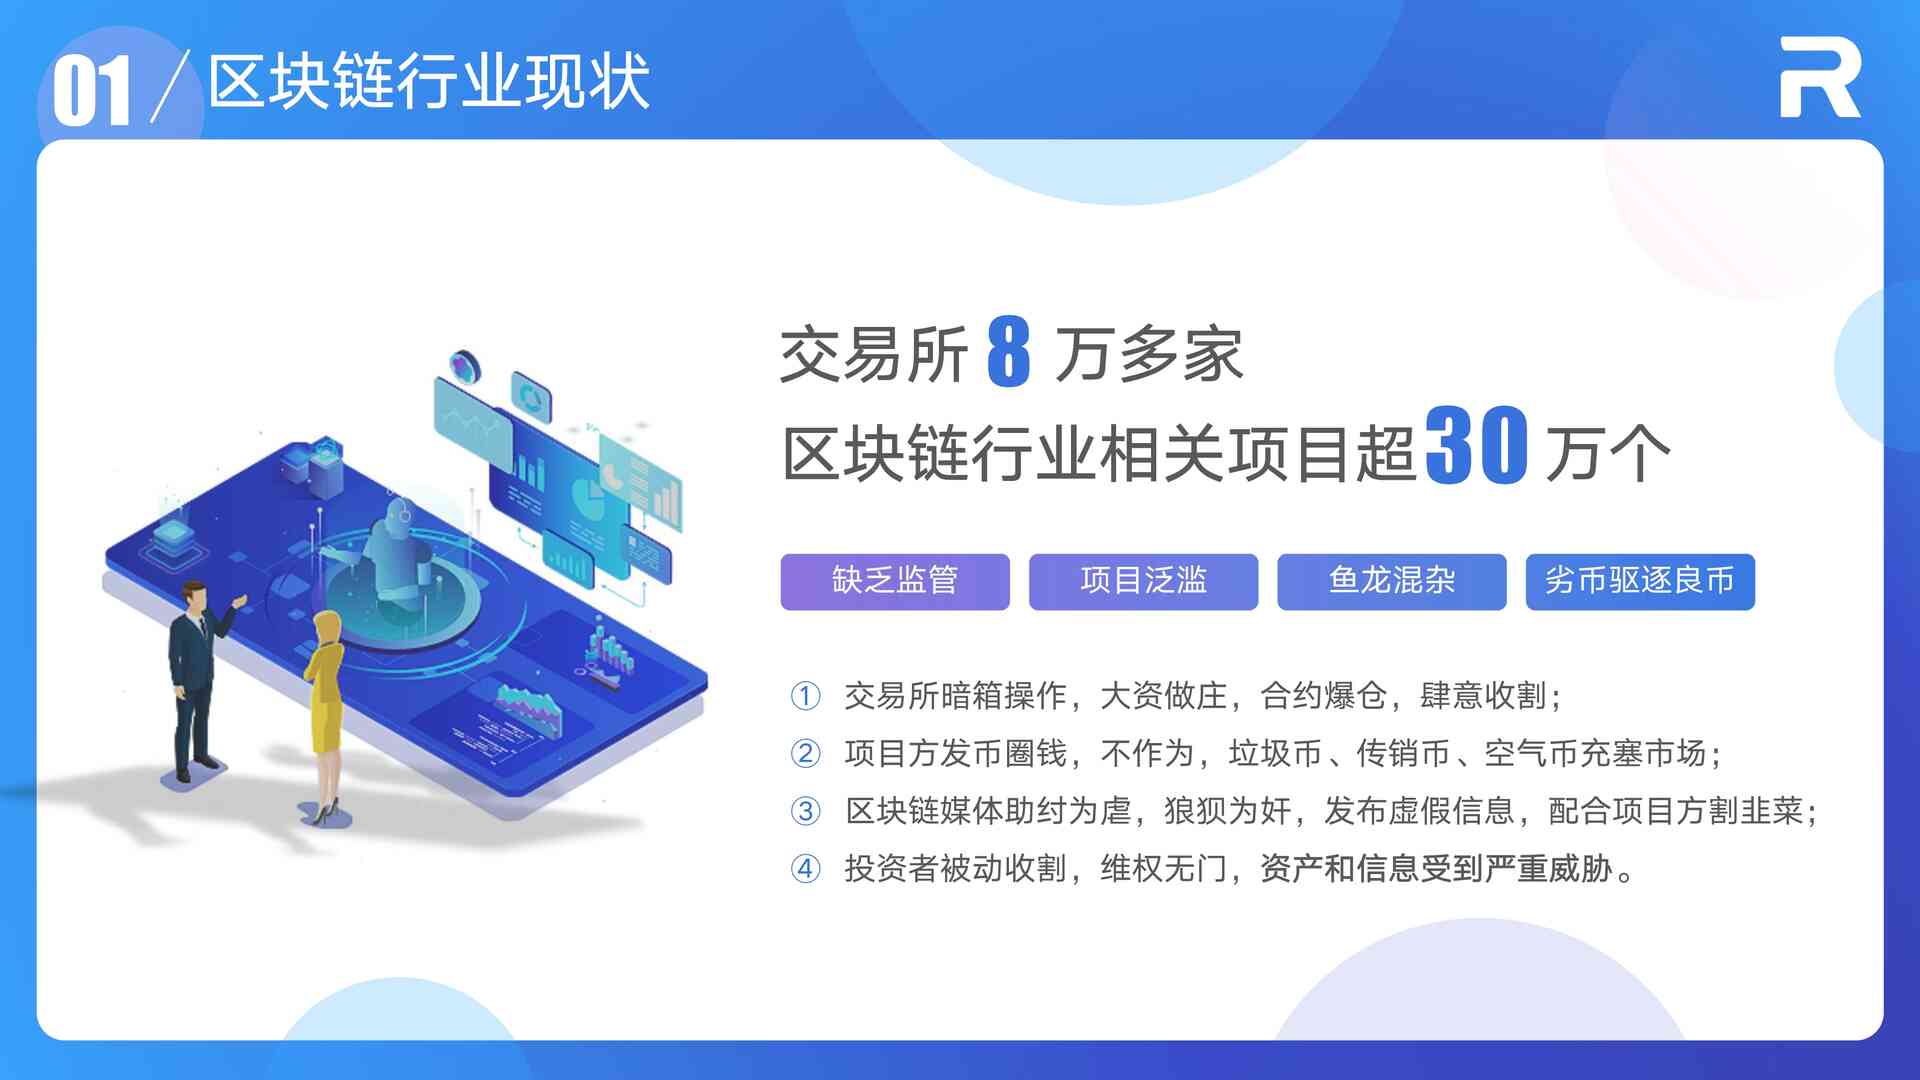 01 / 区块链行业现状
R
交易所 8 万多家
区块链行业相关项目超30万个
缺乏监管
项目泛滥
鱼龙混杂
劣币驱逐良币
① 交易所暗箱操作，大资做庄，合约爆仓，肆意收割；
② 项目方发币圈钱，不作为，垃圾币、传销币、空气币充塞市场；
③ 区块链媒体助纣为虐，狼狈为奸，发布虚假信息，配合项目方割韭菜；
④ 投资者被动收割，维权无门，资产和信息受到严重威胁。